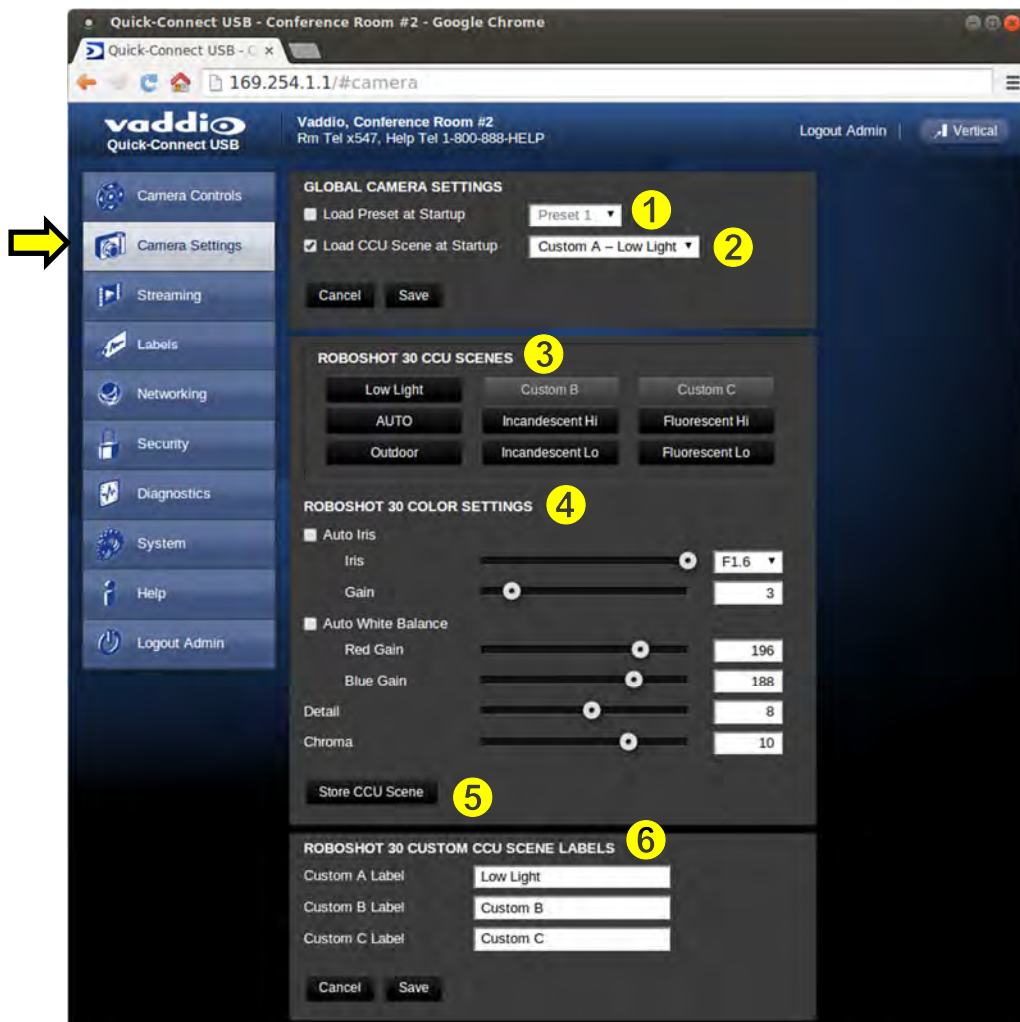 Quick-Connect USB - Conference Room #2 - Google Chrome
Quick-Connect USB - C ×
169.254.1.1/#camera
vaddio
Quick-Connect USB
Vaddio, Conference Room #2
Rm Tel x547, Help Tel 1-800-888-HELP
Logout Admin | Vertical
Camera Controls
Camera Settings
Streaming
Labels
Networking
Security
Diagnostics
System
Help
Logout Admin
GLOBAL CAMERA SETTINGS
Load Preset at Startup Preset 1 1
Load CCU Scene at Startup Custom A – Low Light 2
Cancel Save
ROBOSHOT 30 CCU SCENES 3
Low Light Custom B Custom C
AUTO Incandescent Hi Fluorescent Hi
Outdoor Incandescent Lo Fluorescent Lo
ROBOSHOT 30 COLOR SETTINGS 4
Auto Iris
Iris F1.6
Gain 3
Auto White Balance
Red Gain 196
Blue Gain 188
Detail 8
Chroma 10
Store CCU Scene 5
ROBOSHOT 30 CUSTOM CCU SCENE LABELS 6
Custom A Label Low Light
Custom B Label Custom B
Custom C Label Custom C
Cancel Save